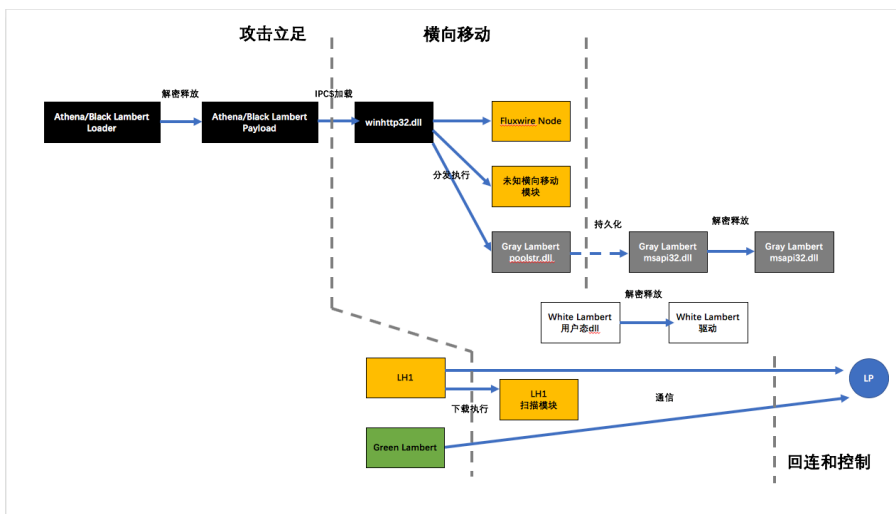 攻击立足
横向移动
解密释放
IPCS加载
Athena/Black Lambert
Loader
Athena/Black Lambert
Payload
winhttp32.dll
Fluxwire Node
分发执行
未知横向移动
模块
Gray Lambert
poolstr.dll
持久化
Gray Lambert
msapi32.dll
解密释放
Gray Lambert
msapi32.dll
White Lambert
用户态dll
解密释放
White Lambert
驱动
LH1
下载执行
LH1
扫描模块
通信
LP
Green Lambert
回连和控制